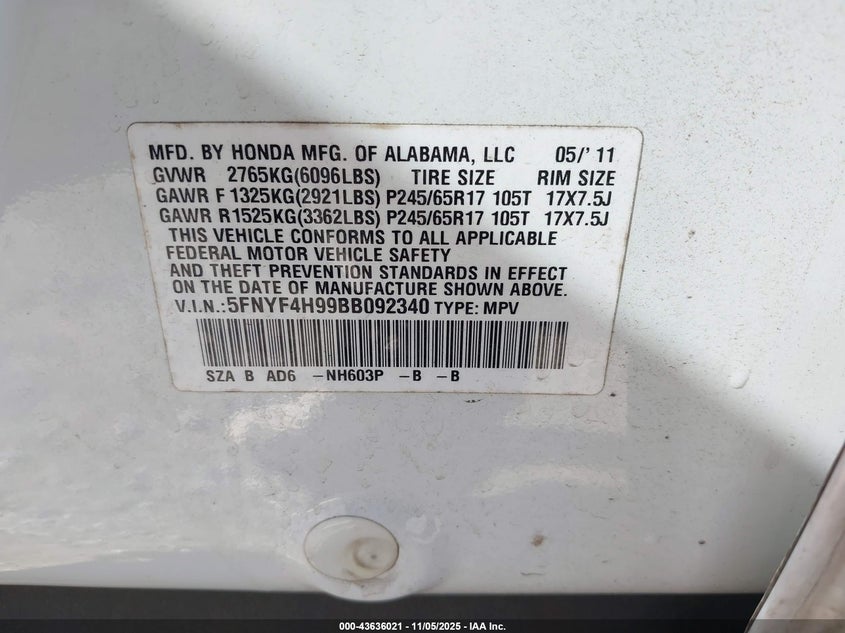 MFD. BY HONDA MFG. OF ALABAMA, LLC 05/' 11
GVWR 2765KG(6096LBS) TIRE SIZE RIM SIZE
GAWR F 1325KG(2921LBS) P245/65R17 105T 17X7.5J
GAWR R1525KG(3362LBS) P245/65R17 105T 17X7.5J
THIS VEHICLE CONFORMS TO ALL APPLICABLE
FEDERAL MOTOR VEHICLE SAFETY
AND THEFT PREVENTION STANDARDS IN EFFECT
ON THE DATE OF MANUFACTURE SHOWN ABOVE.
V.I.N.:5FNYF4H99BB092340 TYPE: MPV
SZA B AD6 -NH603P -B -B
000-43636021 - 11/05/2025 - IAA Inc.